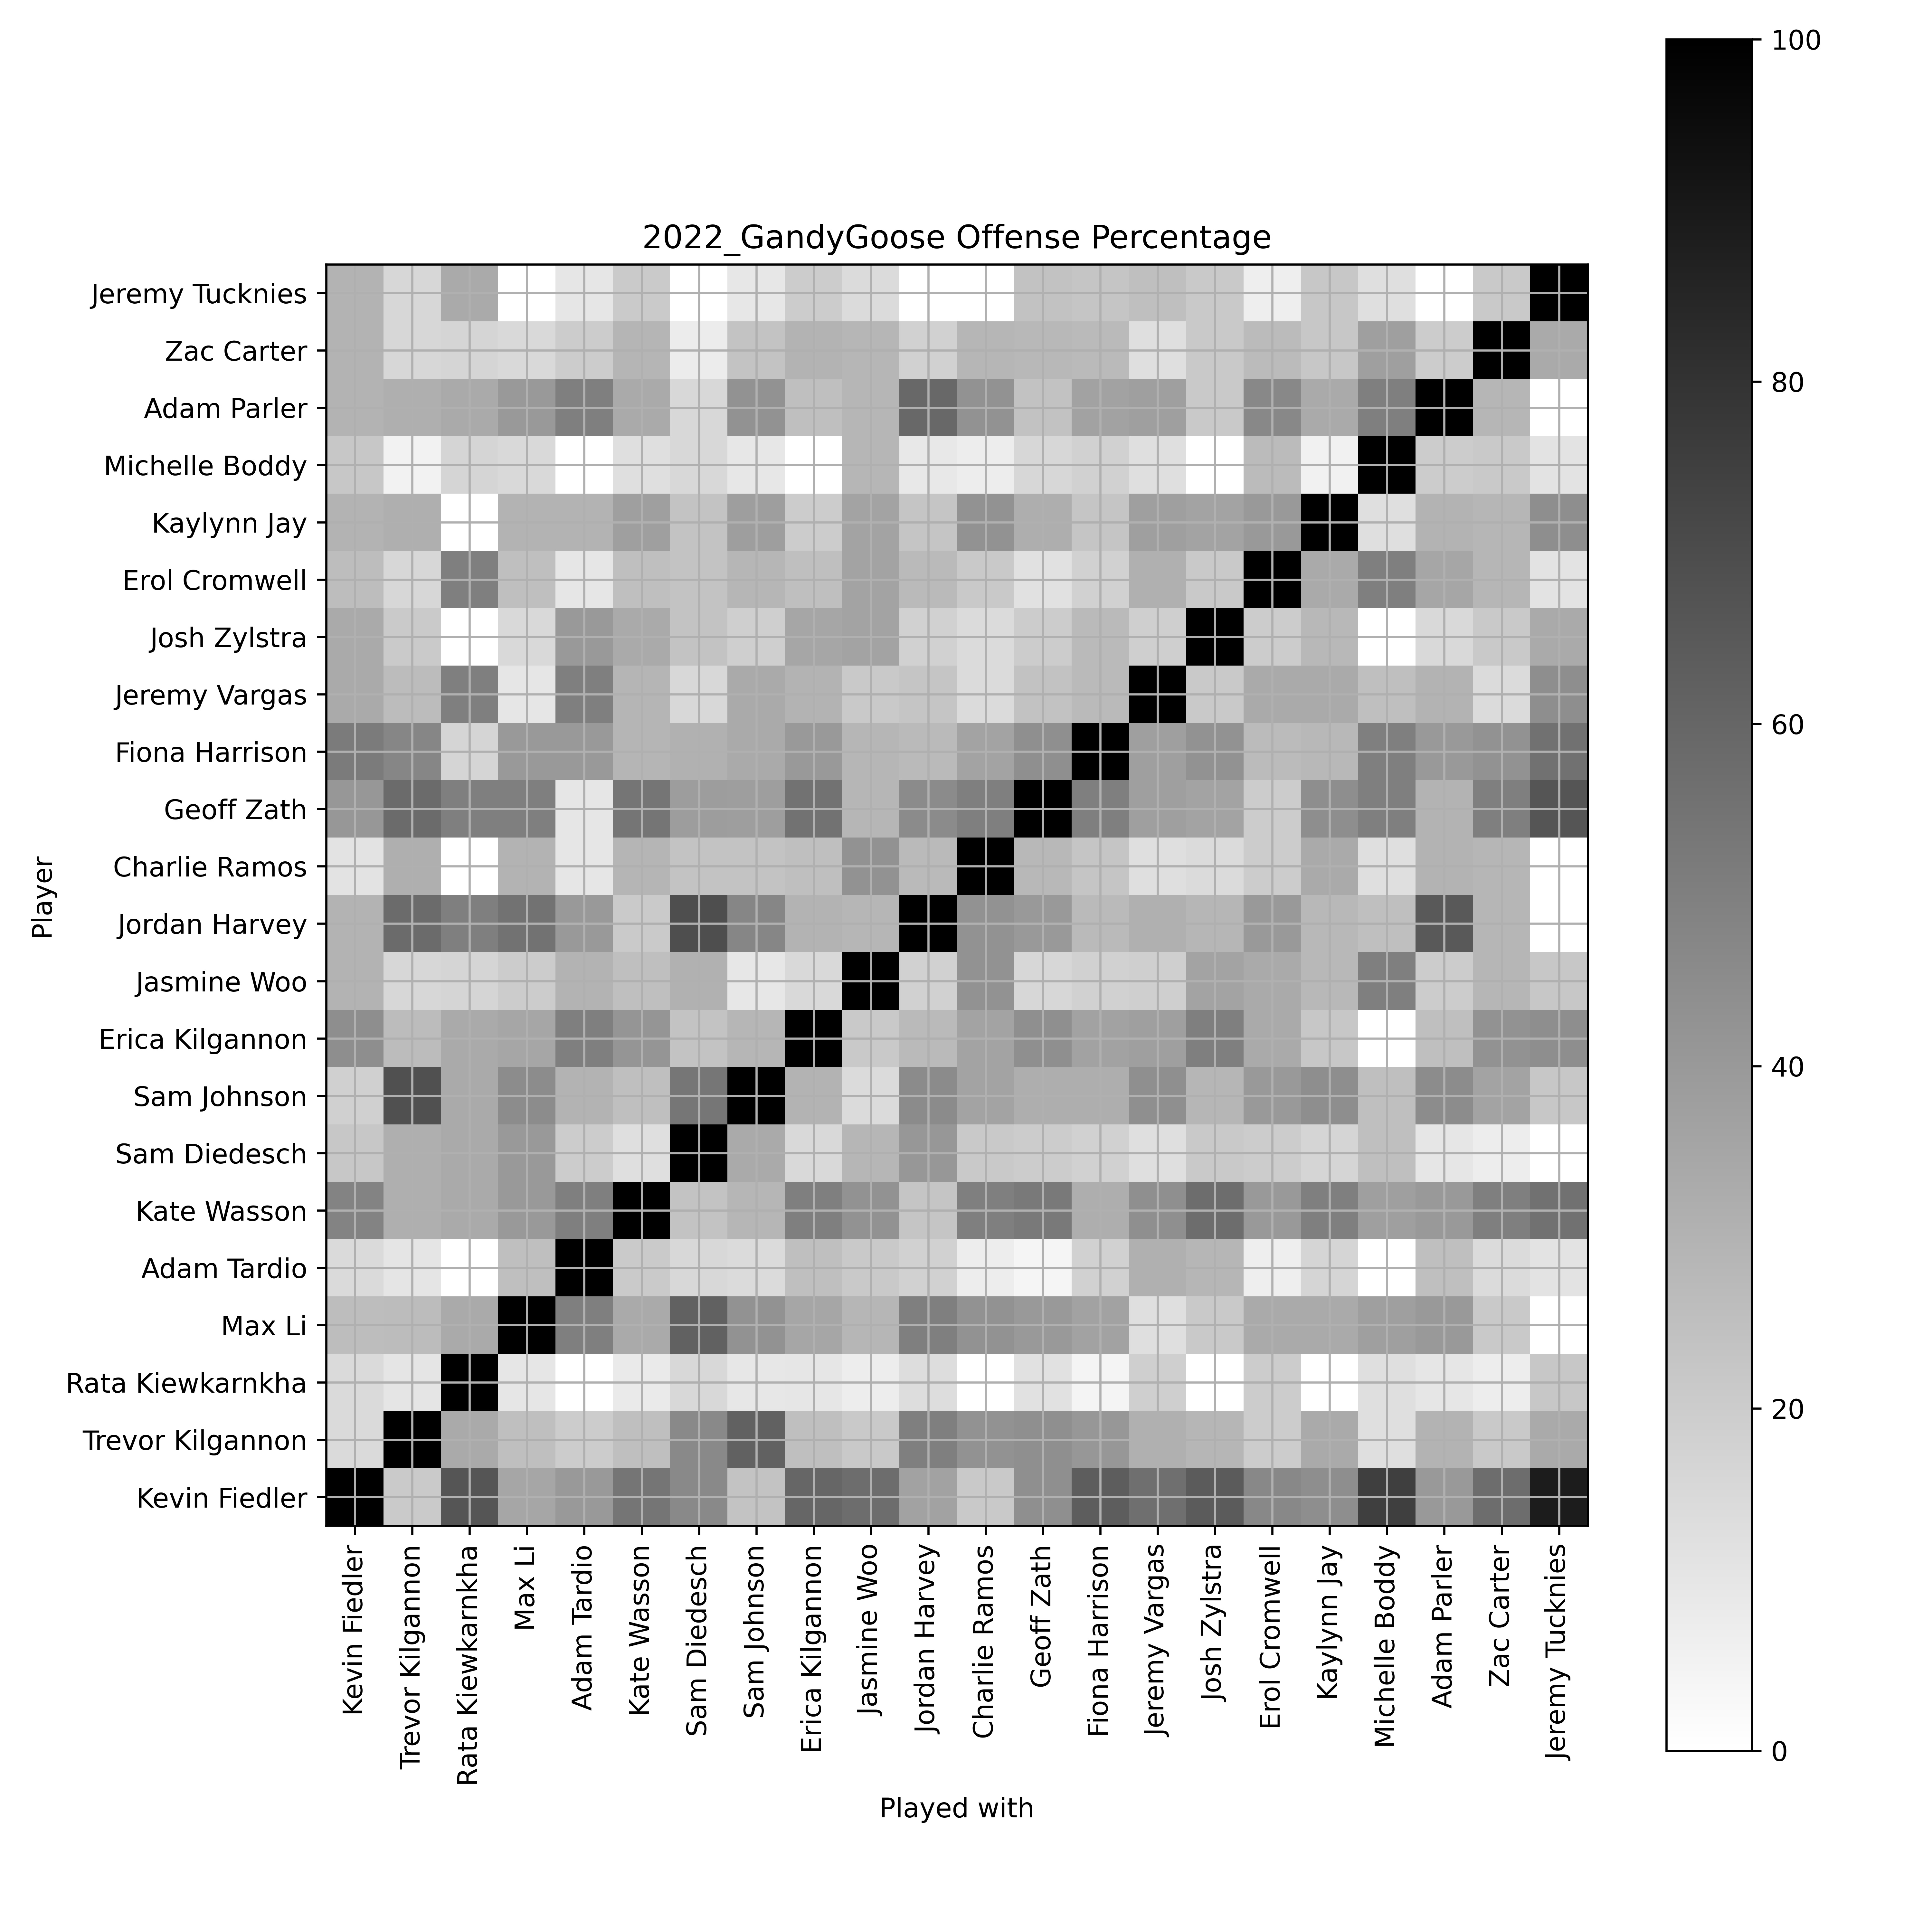 2022_GandyGoose Offense Percentage
Player
Jeremy Tucknies
Zac Carter
Adam Parler
Michelle Boddy
Kaylynn Jay
Erol Cromwell
Josh Zylstra
Jeremy Vargas
Fiona Harrison
Geoff Zath
Charlie Ramos
Jordan Harvey
Jasmine Woo
Erica Kilgannon
Sam Johnson
Sam Diedesch
Kate Wasson
Adam Tardio
Max Li
Rata Kiewkarnkha
Trevor Kilgannon
Kevin Fiedler
Kevin Fiedler
Trevor Kilgannon
Rata Kiewkarnkha
Max Li
Adam Tardio
Kate Wasson
Sam Diedesch
Sam Johnson
Erica Kilgannon
Jasmine Woo
Jordan Harvey
Charlie Ramos
Geoff Zath
Fiona Harrison
Jeremy Vargas
Josh Zylstra
Erol Cromwell
Kaylynn Jay
Michelle Boddy
Adam Parler
Zac Carter
Jeremy Tucknies
Played with
100
80
60
40
20
0